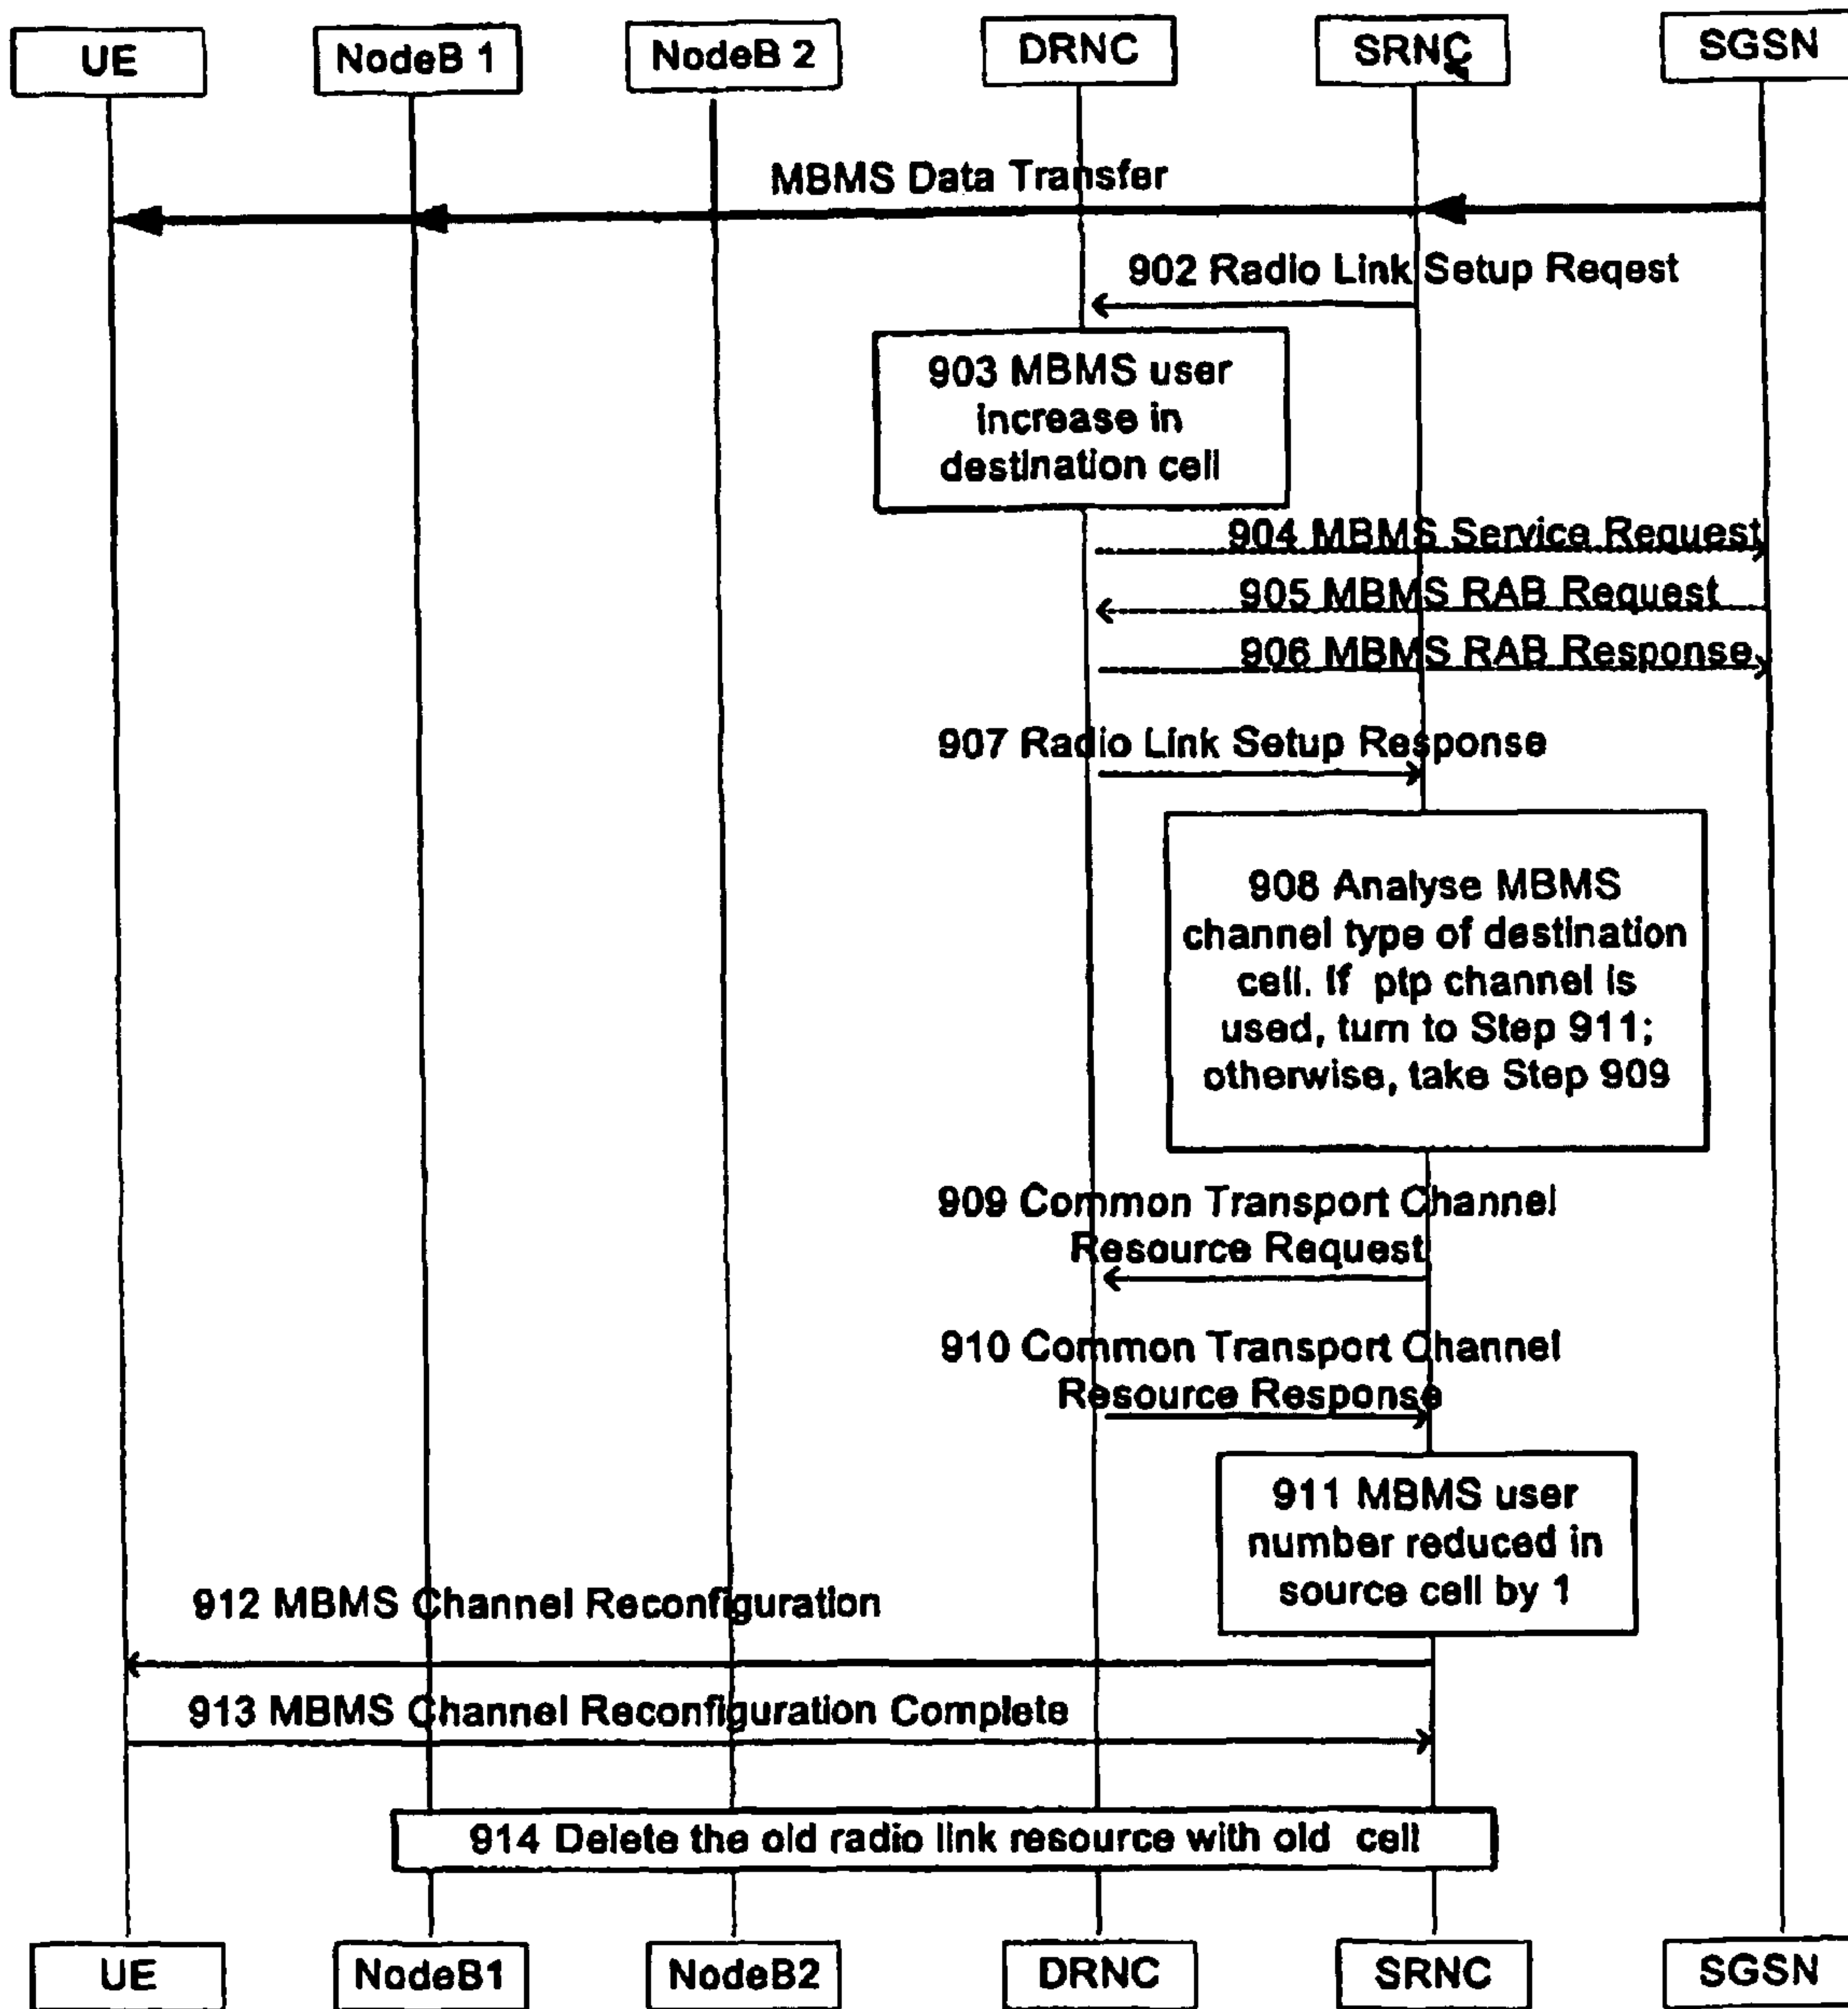 UE
NodeB 1
NodeB 2
DRNC
SRNC
SGSN
MBMS Data Transfer
902 Radio Link Setup Reqest
903 MBMS user
increase in
destination cell
904 MBMS Service Request
905 MBMS RAB Request
906 MBMS RAB Response
907 Radio Link Setup Response
908 Analyse MBMS
channel type of destination
cell. If ptp channel is
used, turn to Step 911;
otherwise, take Step 909
909 Common Transport Channel
Resource Request
910 Common Transport Channel
Resource Response
911 MBMS user
number reduced in
source cell by 1
912 MBMS Channel Reconfiguration
913 MBMS Channel Reconfiguration Complete
914 Delete the old radio link resource with old cell
UE
NodeB1
NodeB2
DRNC
SRNC
SGSN